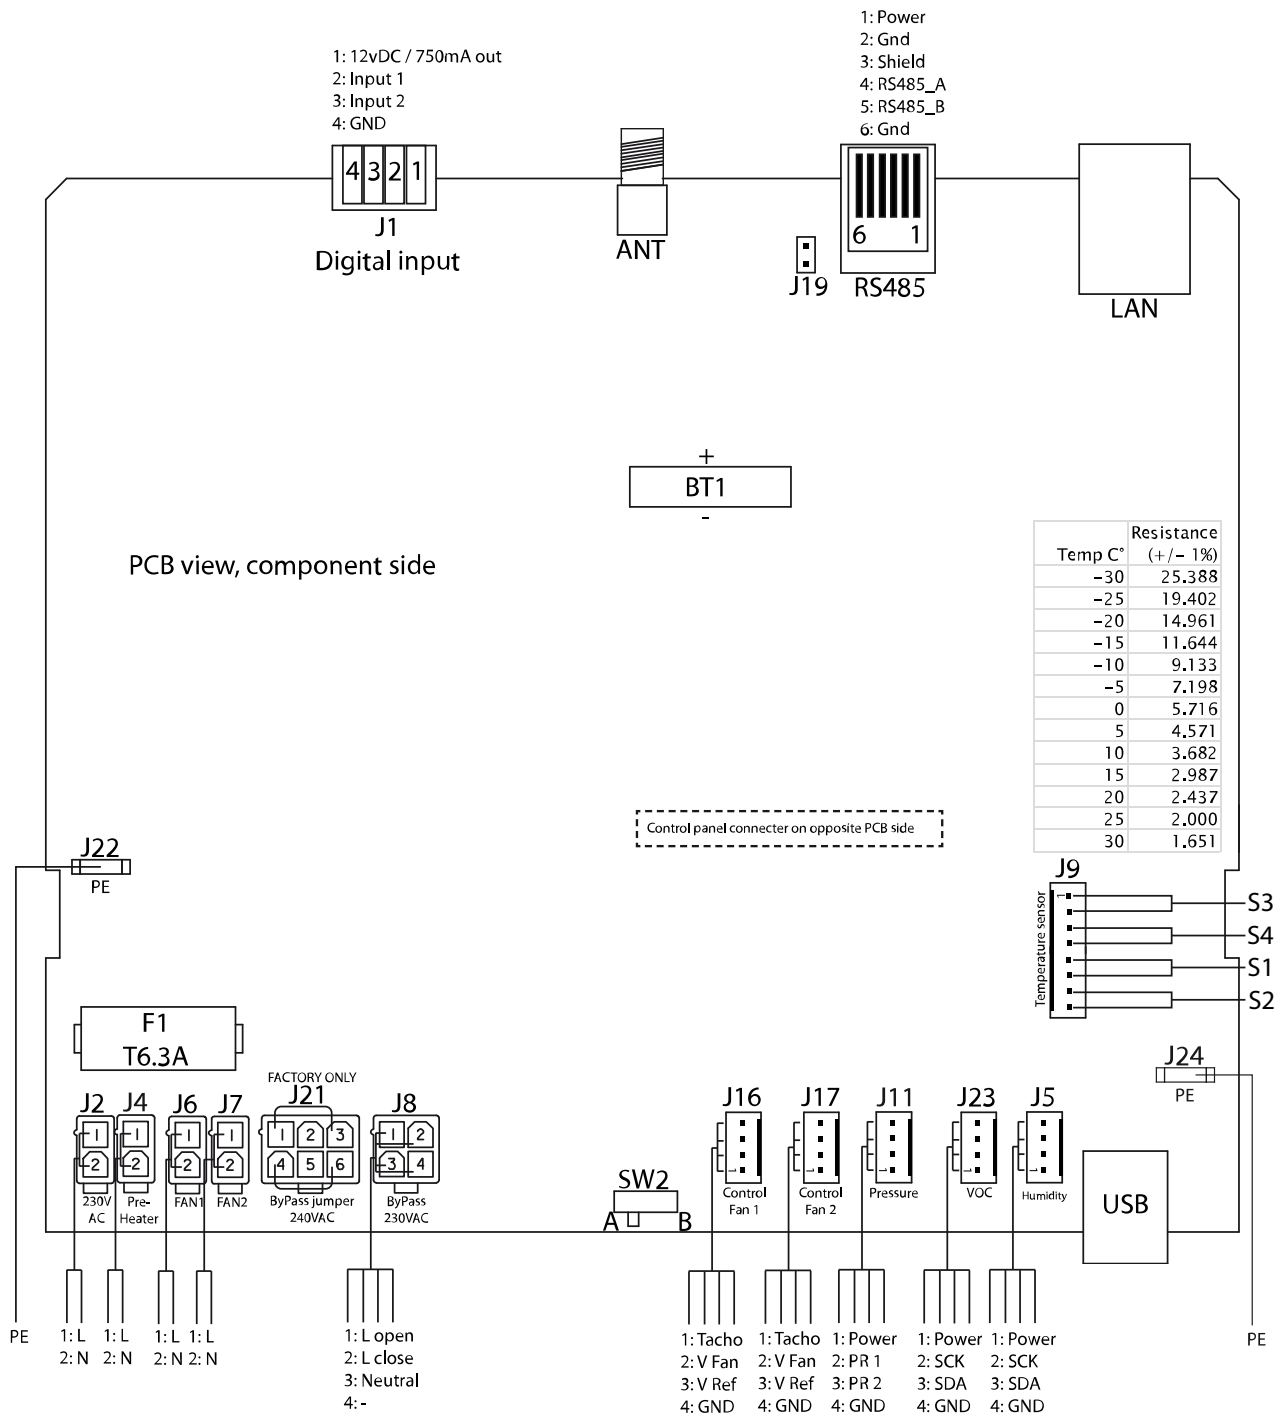 1: Power
2: Gnd
3: Shield
4: RS485_A
5: RS485_B
6: Gnd
1: 12vDC / 750mA out
2: Input 1
3: Input 2
4: GND
4 3 2 1
J1
Digital input
ANT
6 1
J19
RS485
LAN
+
BT1
-
PCB view, component side
Temp C° Resistance (+/- 1%)
-30 25.388
-25 19.402
-20 14.961
-15 11.644
-10 9.133
-5 7.198
0 5.716
5 4.571
10 3.682
15 2.987
20 2.437
25 2.000
30 1.651
Control panel connecter on opposite PCB side
J22
PE
J9
Temperature sensor
1
S3
S4
S1
S2
F1
T6.3A
J24
PE
FACTORY ONLY
J2 J4 J6 J7 J21 J8
1 1 1 1 1 2 3 1 2
2 2 2 2 4 5 6 3 4
230V
AC
Pre-
Heater
FAN1
FAN2
ByPass jumper
240VAC
ByPass
230VAC
SW2
A B
J16 J17 J11 J23 J5
1 1 1 1 1
Control
Fan 1
Control
Fan 2
Pressure
VOC
Humidity
USB
PE
1: L
2: N
1: L
2: N
1: L
2: N
1: L
2: N
1: L open
2: L close
3: Neutral
4: -
1: Tacho
2: V Fan
3: V Ref
4: GND
1: Tacho
2: V Fan
3: V Ref
4: GND
1: Power
2: PR 1
3: PR 2
4: GND
1: Power
2: SCK
3: SDA
4: GND
1: Power
2: SCK
3: SDA
4: GND
PE